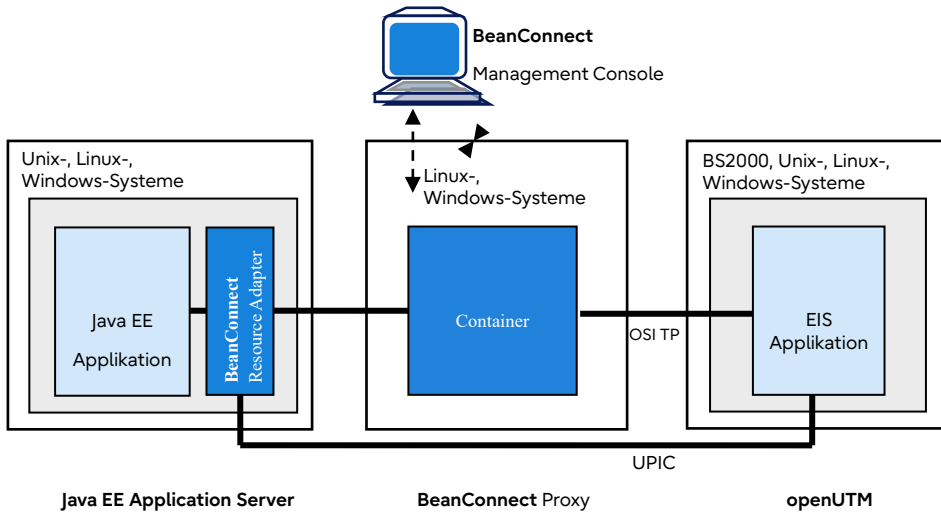 BeanConnect
Management Console
Unix-, Linux-,
Windows-Systeme
Java EE
Applikation
BeanConnect
Resource Adapter
Linux-,
Windows-Systeme
Container
OSI TP
BS2000, Unix-, Linux-,
Windows-Systeme
EIS
Applikation
UPIC
Java EE Application Server
BeanConnect Proxy
openUTM